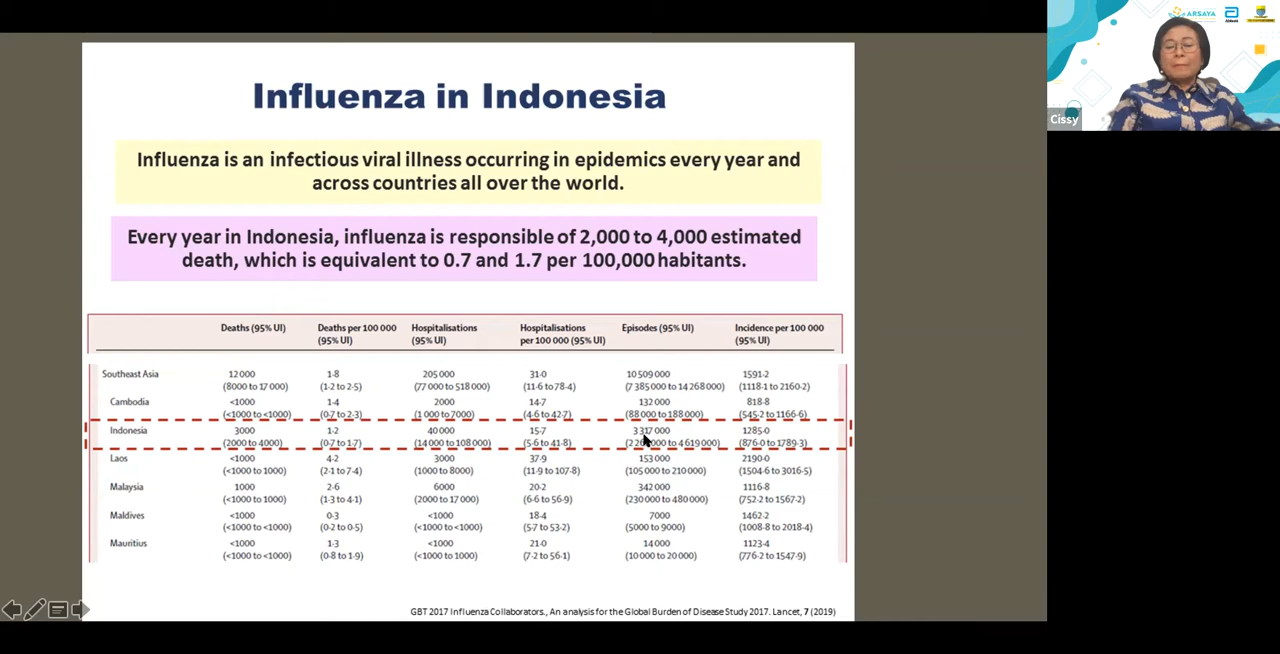 ARSAYA
Abbott
Cissy
Influenza in Indonesia
Influenza is an infectious viral illness occurring in epidemics every year and
across countries all over the world.
Every year in Indonesia, influenza is responsible of 2,000 to 4,000 estimated
death, which is equivalent to 0.7 and 1.7 per 100,000 habitants.
Deaths (95% UI) Deaths per 100 000 Hospitalisations Hospitalisations Episodes (95% UI) Incidence per 100 000
(95% UI) (95% UI) per 100 000 (95% UI) (95% UI)
Southeast Asia 12 000 1·8 205 000 31·0 10 509 000 1591·2
(8000 to 17 000) (1·2 to 2·5) (77 000 to 518 000) (11·6 to 78·4) (7 385 000 to 14 268 000) (1118·1 to 2160·2)
Cambodia <1000 1·4 2000 14·7 132 000 818·8
(<1000 to <1000) (0·7 to 2·3) (1 000 to 7000) (4·6 to 42·7) (88 000 to 188 000) (545·2 to 1166·6)
Indonesia 3000 1·2 40 000 15·7 3 317 000 1285·0
(2000 to 4000) (0·7 to 1·7) (14 000 to 108 000) (5·6 to 41·8) 000 to 4 619 000) (876·0 to 1789·3)
Laos <1000 4·2 3000 37·9 153 000 2190·0
(<1000 to 1000) (2·1 to 7·4) (1000 to 8000) (11·9 to 107·8) (105 000 to 210 000) (1504·6 to 3016·5)
Malaysia 1000 2·6 6000 20·2 342 000 1116·8
(<1000 to 1000) (1·3 to 4·1) (2000 to 17 000) (6·6 to 56·9) (230 000 to 480 000) (752·2 to 1567·2)
Maldives <1000 0·3 <1000 18·4 7000 1462·2
(<1000 to <1000) (0·2 to 0·5) (<1000 to <1000) (5·7 to 53·2) (5000 to 9000) (1008·8 to 2018·4)
Mauritius <1000 1·3 <1000 21·0 14 000 1123·4
(<1000 to <1000) (0·8 to 1·9) (<1000 to 1000) (7·2 to 56·1) (10 000 to 20 000) (776·2 to 1547·9)
GBT 2017 Influenza Collaborators., An analysis for the Global Burden of Disease Study 2017. Lancet, 7 (2019)